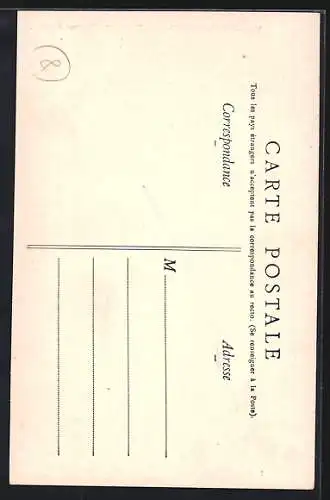 CARTE POSTALE
Tous les pays étrangers n'acceptent pas la correspondance au recto. (Se renseigner à la Poste).
Correspondance
Adresse
M
8